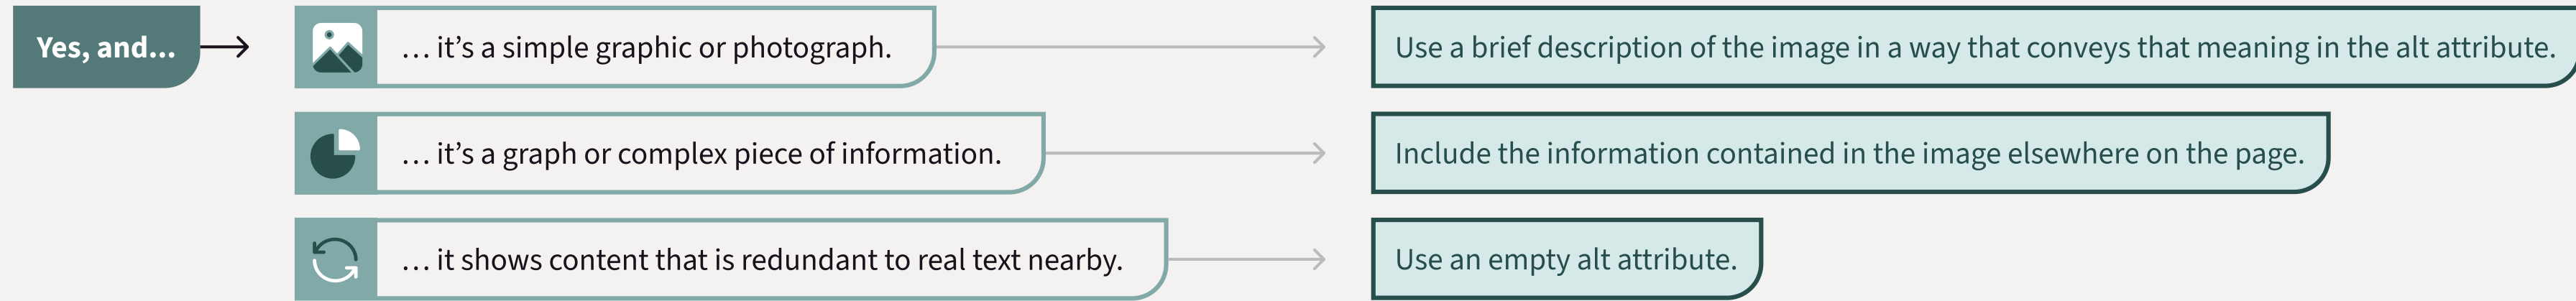 Yes, and...
… it’s a simple graphic or photograph.
Use a brief description of the image in a way that conveys that meaning in the alt attribute.
… it’s a graph or complex piece of information.
Include the information contained in the image elsewhere on the page.
… it shows content that is redundant to real text nearby.
Use an empty alt attribute.